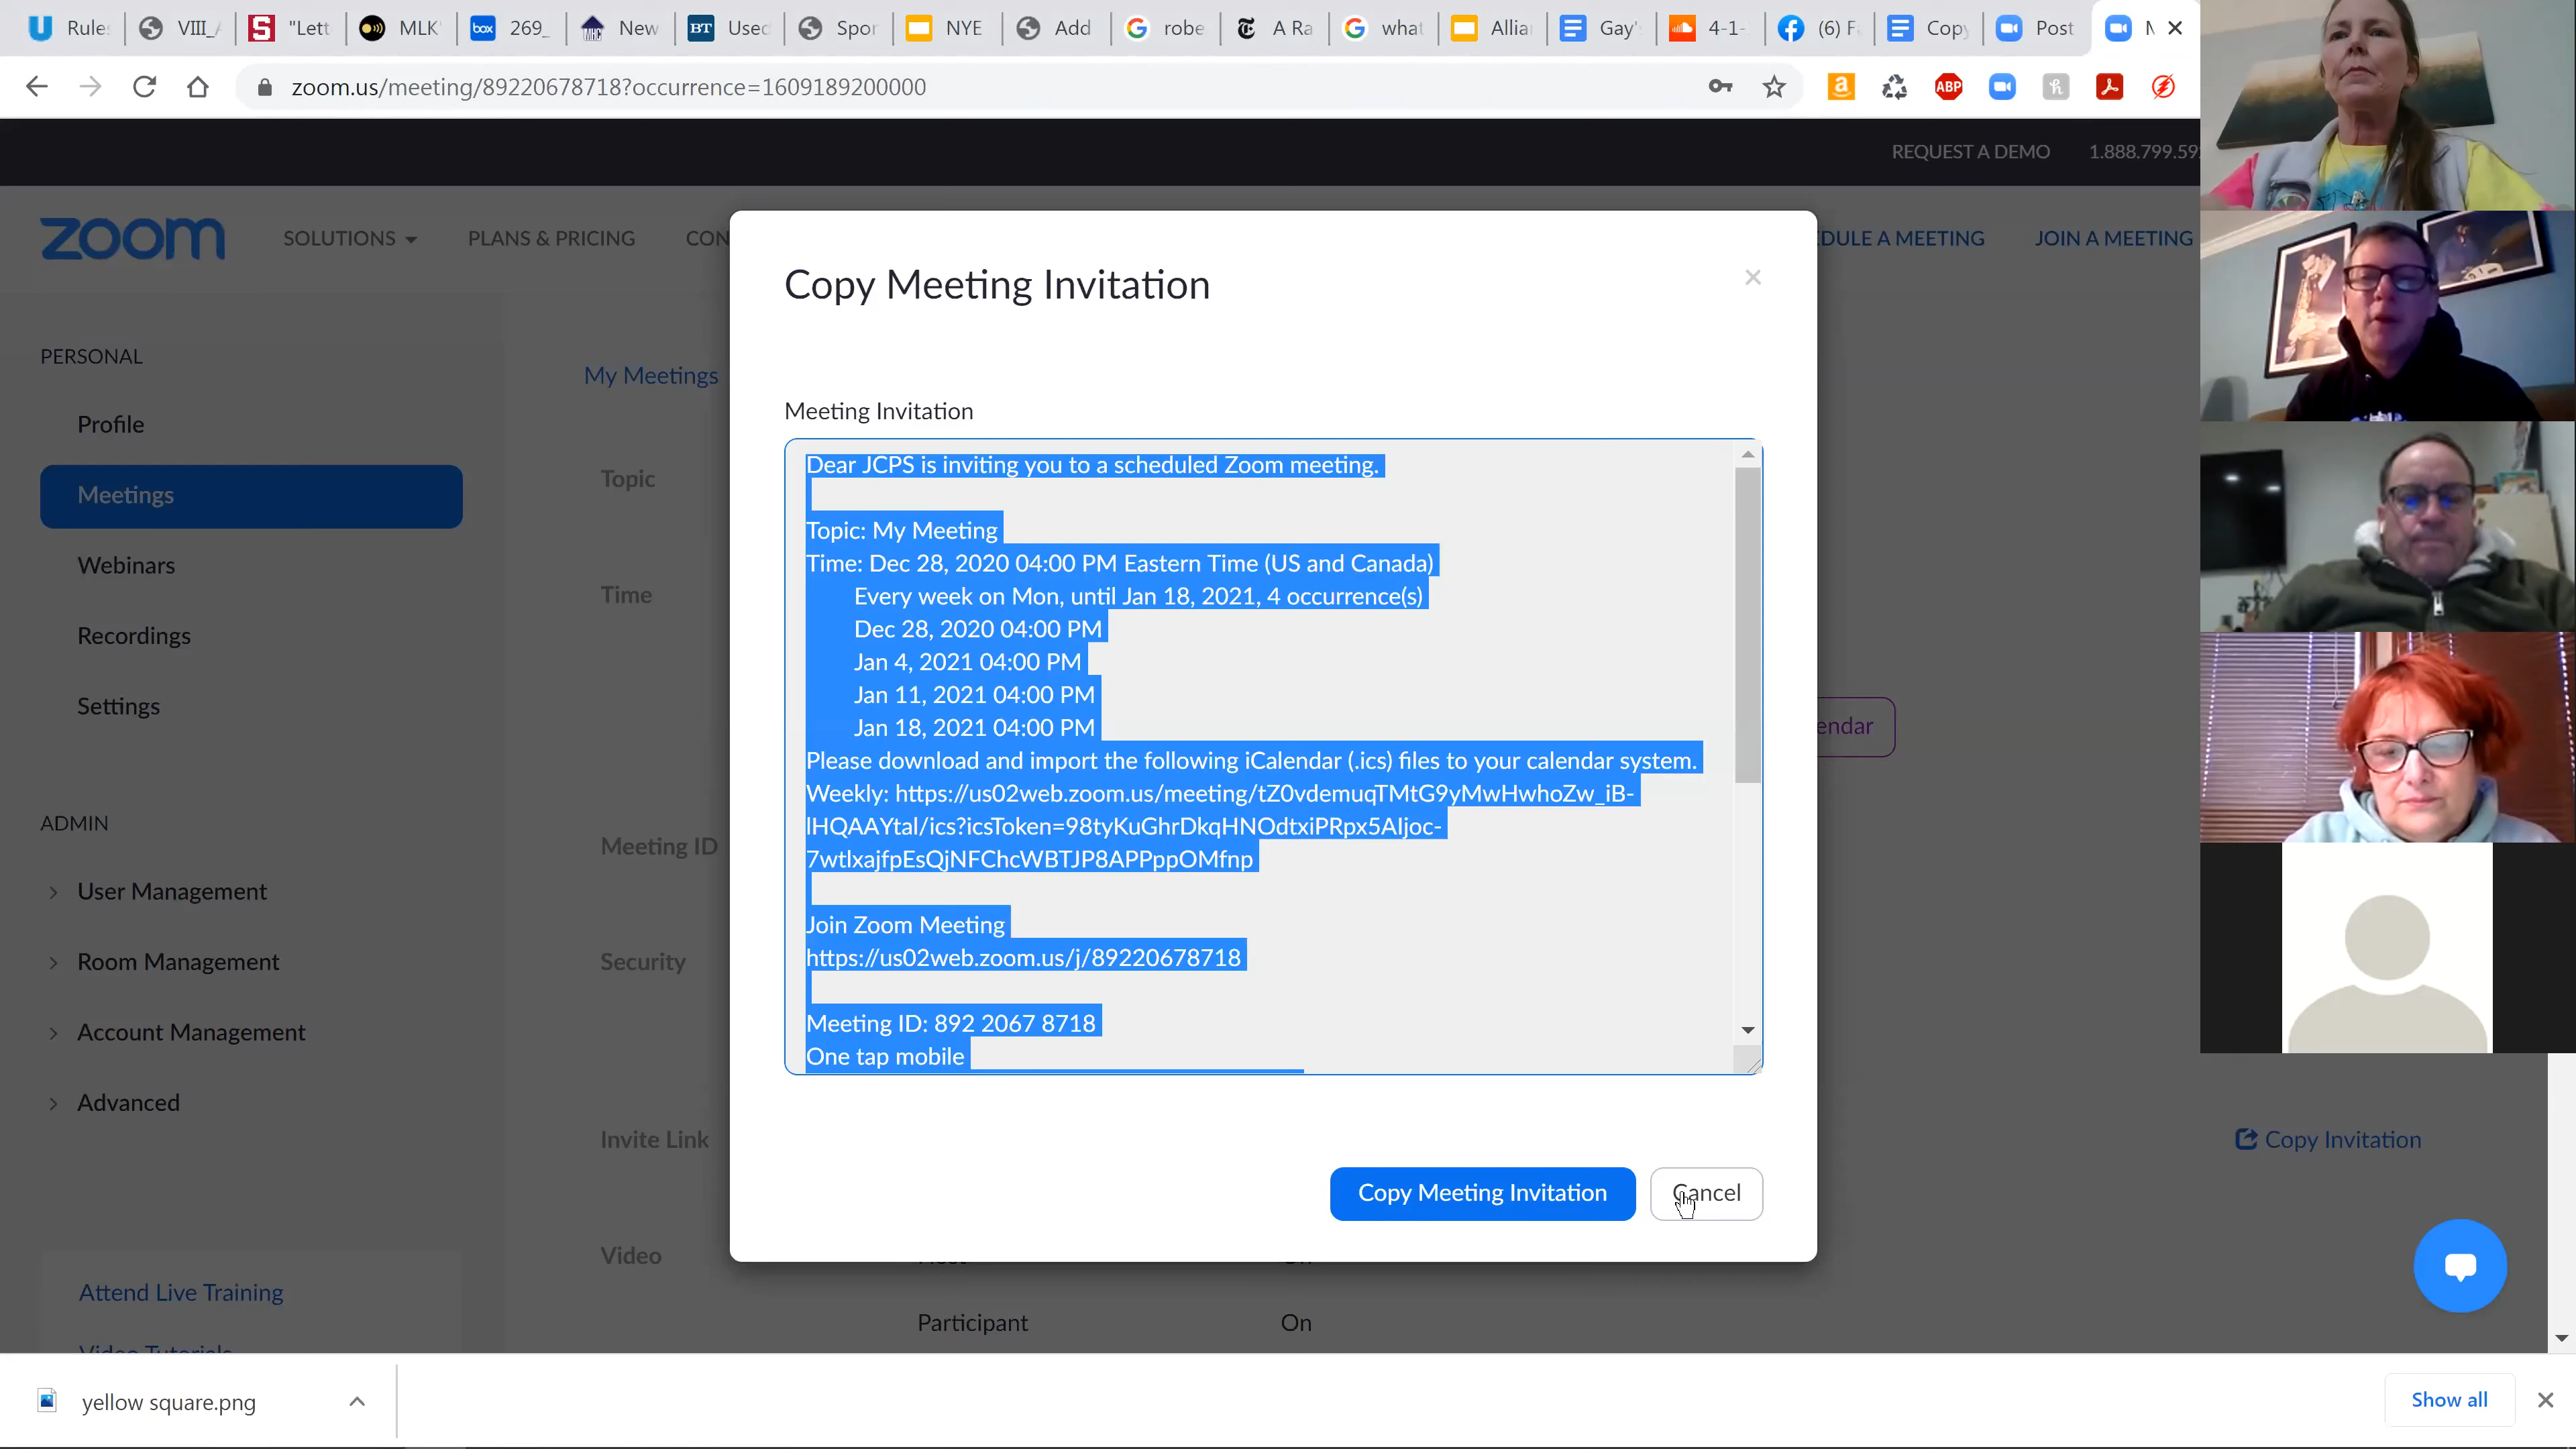 Rule
VIII_
"Lett
MLK'
box
269_
New
BT
Used
Spor
NYE
Add
robe
A Ra
what
Allia
Gay'
4-1-
(6) F
Copy
Post
zoom.us/meeting/89220678718?occurrence=1609189200000
ABP
REQUEST A DEMO
1.888.799.59
zoom
SOLUTIONS
PLANS & PRICING
CON
DULE A MEETING
JOIN A MEETING
PERSONAL
Profile
Meetings
Webinars
Recordings
Settings
ADMIN
User Management
Room Management
Account Management
Advanced
Attend Live Training
Video Tutorials
My Meetings
Topic
Time
Meeting ID
Security
Invite Link
Video
Copy Meeting Invitation
Meeting Invitation
Dear JCPS is inviting you to a scheduled Zoom meeting.
Topic: My Meeting
Time: Dec 28, 2020 04:00 PM Eastern Time (US and Canada)
Every week on Mon, until Jan 18, 2021, 4 occurrence(s)
Dec 28, 2020 04:00 PM
Jan 4, 2021 04:00 PM
Jan 11, 2021 04:00 PM
Jan 18, 2021 04:00 PM
Please download and import the following iCalendar (.ics) files to your calendar system.
Weekly: https://us02web.zoom.us/meeting/tZ0vdemuqTMtG9yMwHwhoZw_iB-
lHQAAYtal/ics?icsToken=98tyKuGhrDkqHNOdtxiPRpx5AIjoc-
7wtlxajfpEsQjNFChcWBTJP8APPppOMfnp
Join Zoom Meeting
https://us02web.zoom.us/j/89220678718
Meeting ID: 892 2067 8718
One tap mobile
Copy Meeting Invitation
Cancel
endar
Copy Invitation
Participant
On
yellow square.png
Show all